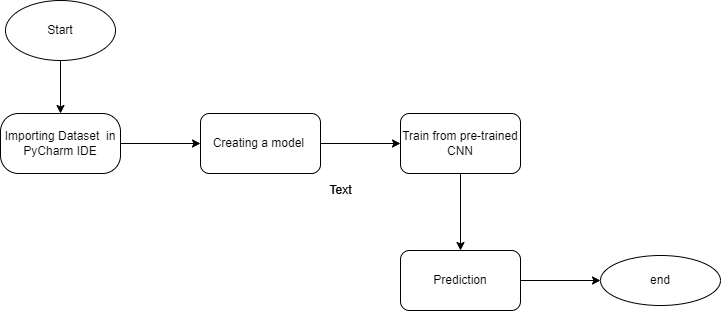 Start
Importing Dataset in
PyCharm IDE
Creating a model
Train from pre-trained
CNN
Text
Prediction
end